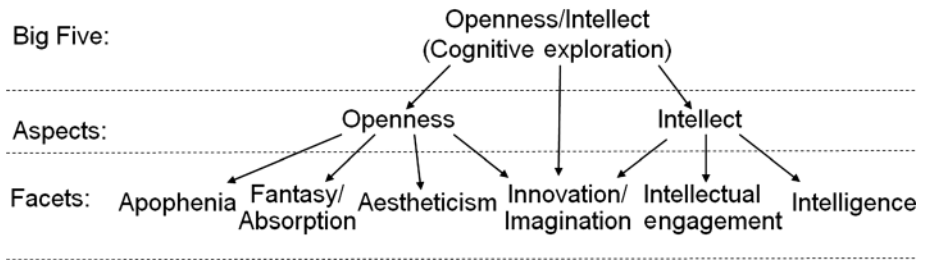 Big Five:
Openness/Intellect
(Cognitive exploration)
Aspects:
Openness
Intellect
Facets:
Apophenia
Fantasy/
Absorption
Aestheticism
Innovation/
Imagination
Intellectual
engagement
Intelligence